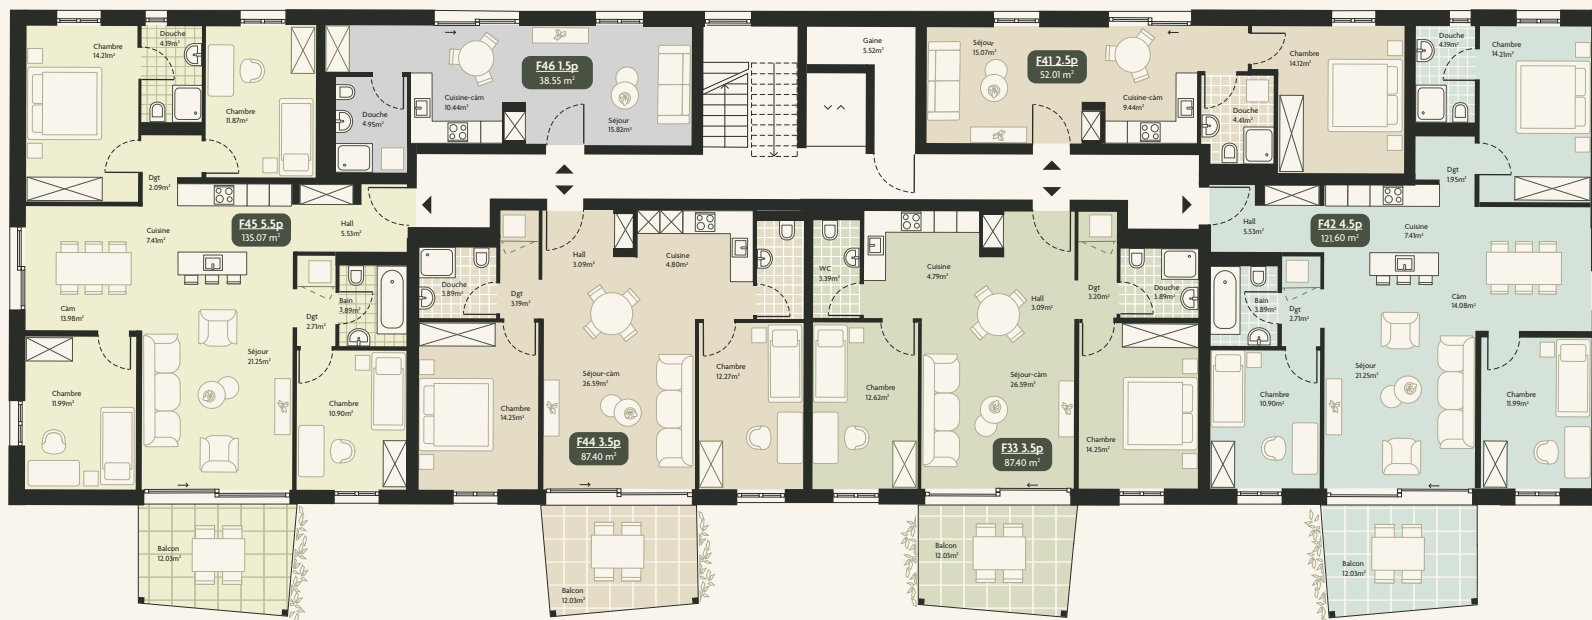 Chambre
14.21m²
Douche
4.19m²
Chambre
11.87m²
Dgt
2.09m²
Douche
4.95m²
Cuisine-càm
10.44m²
F46 1.5p
38.55 m²
Séjour
15.82m²
Gaine
5.52m²
Séjour
15.07m²
F41 2.5p
52.01 m²
Cuisine-càm
9.44m²
Chambre
14.12m²
Douche
4.41m²
Douche
4.19m²
Chambre
14.21m²
Dgt
1.95m²
Cuisine
7.41m²
F45 5.5p
135.07 m²
Hall
5.53m²
Càm
13.98m²
Dgt
2.71m²
Bain
3.89m²
Séjour
21.25m²
Chambre
11.99m²
Chambre
10.90m²
Balcon
12.03m²
Douche
3.89m²
Dgt
3.19m²
Hall
3.09m²
Cuisine
4.80m²
Séjour-càm
26.59m²
Chambre
14.25m²
Chambre
12.27m²
F44 3.5p
87.40 m²
Balcon
12.03m²
WC
3.39m²
Cuisine
4.79m²
Hall
3.09m²
Dgt
3.20m²
Douche
3.89m²
Séjour-càm
26.59m²
Chambre
12.62m²
F33 3.5p
87.40 m²
Chambre
14.25m²
Balcon
12.03m²
Hall
5.53m²
F42 4.5p
121.60 m²
Cuisine
7.41m²
Bain
3.89m²
Dgt
2.71m²
Càm
14.08m²
Séjour
21.25m²
Chambre
10.90m²
Chambre
11.99m²
Balcon
12.03m²